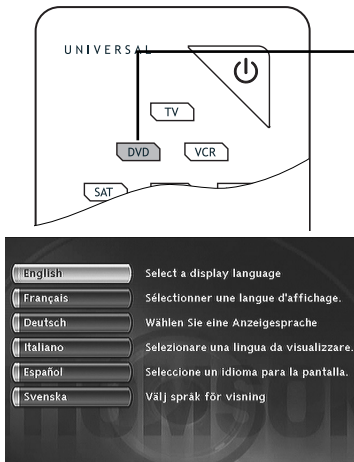 UNIVERSAL
TV
DVD VCR
SAT
English Select a display language
Français Sélectionner une langue d'affichage.
Deutsch Wählen Sie eine Anzeigesprache
Italiano Selezionare una lingua da visualizzare.
Español Seleccione un idioma para la pantalla.
Svenska Välj språk för visning